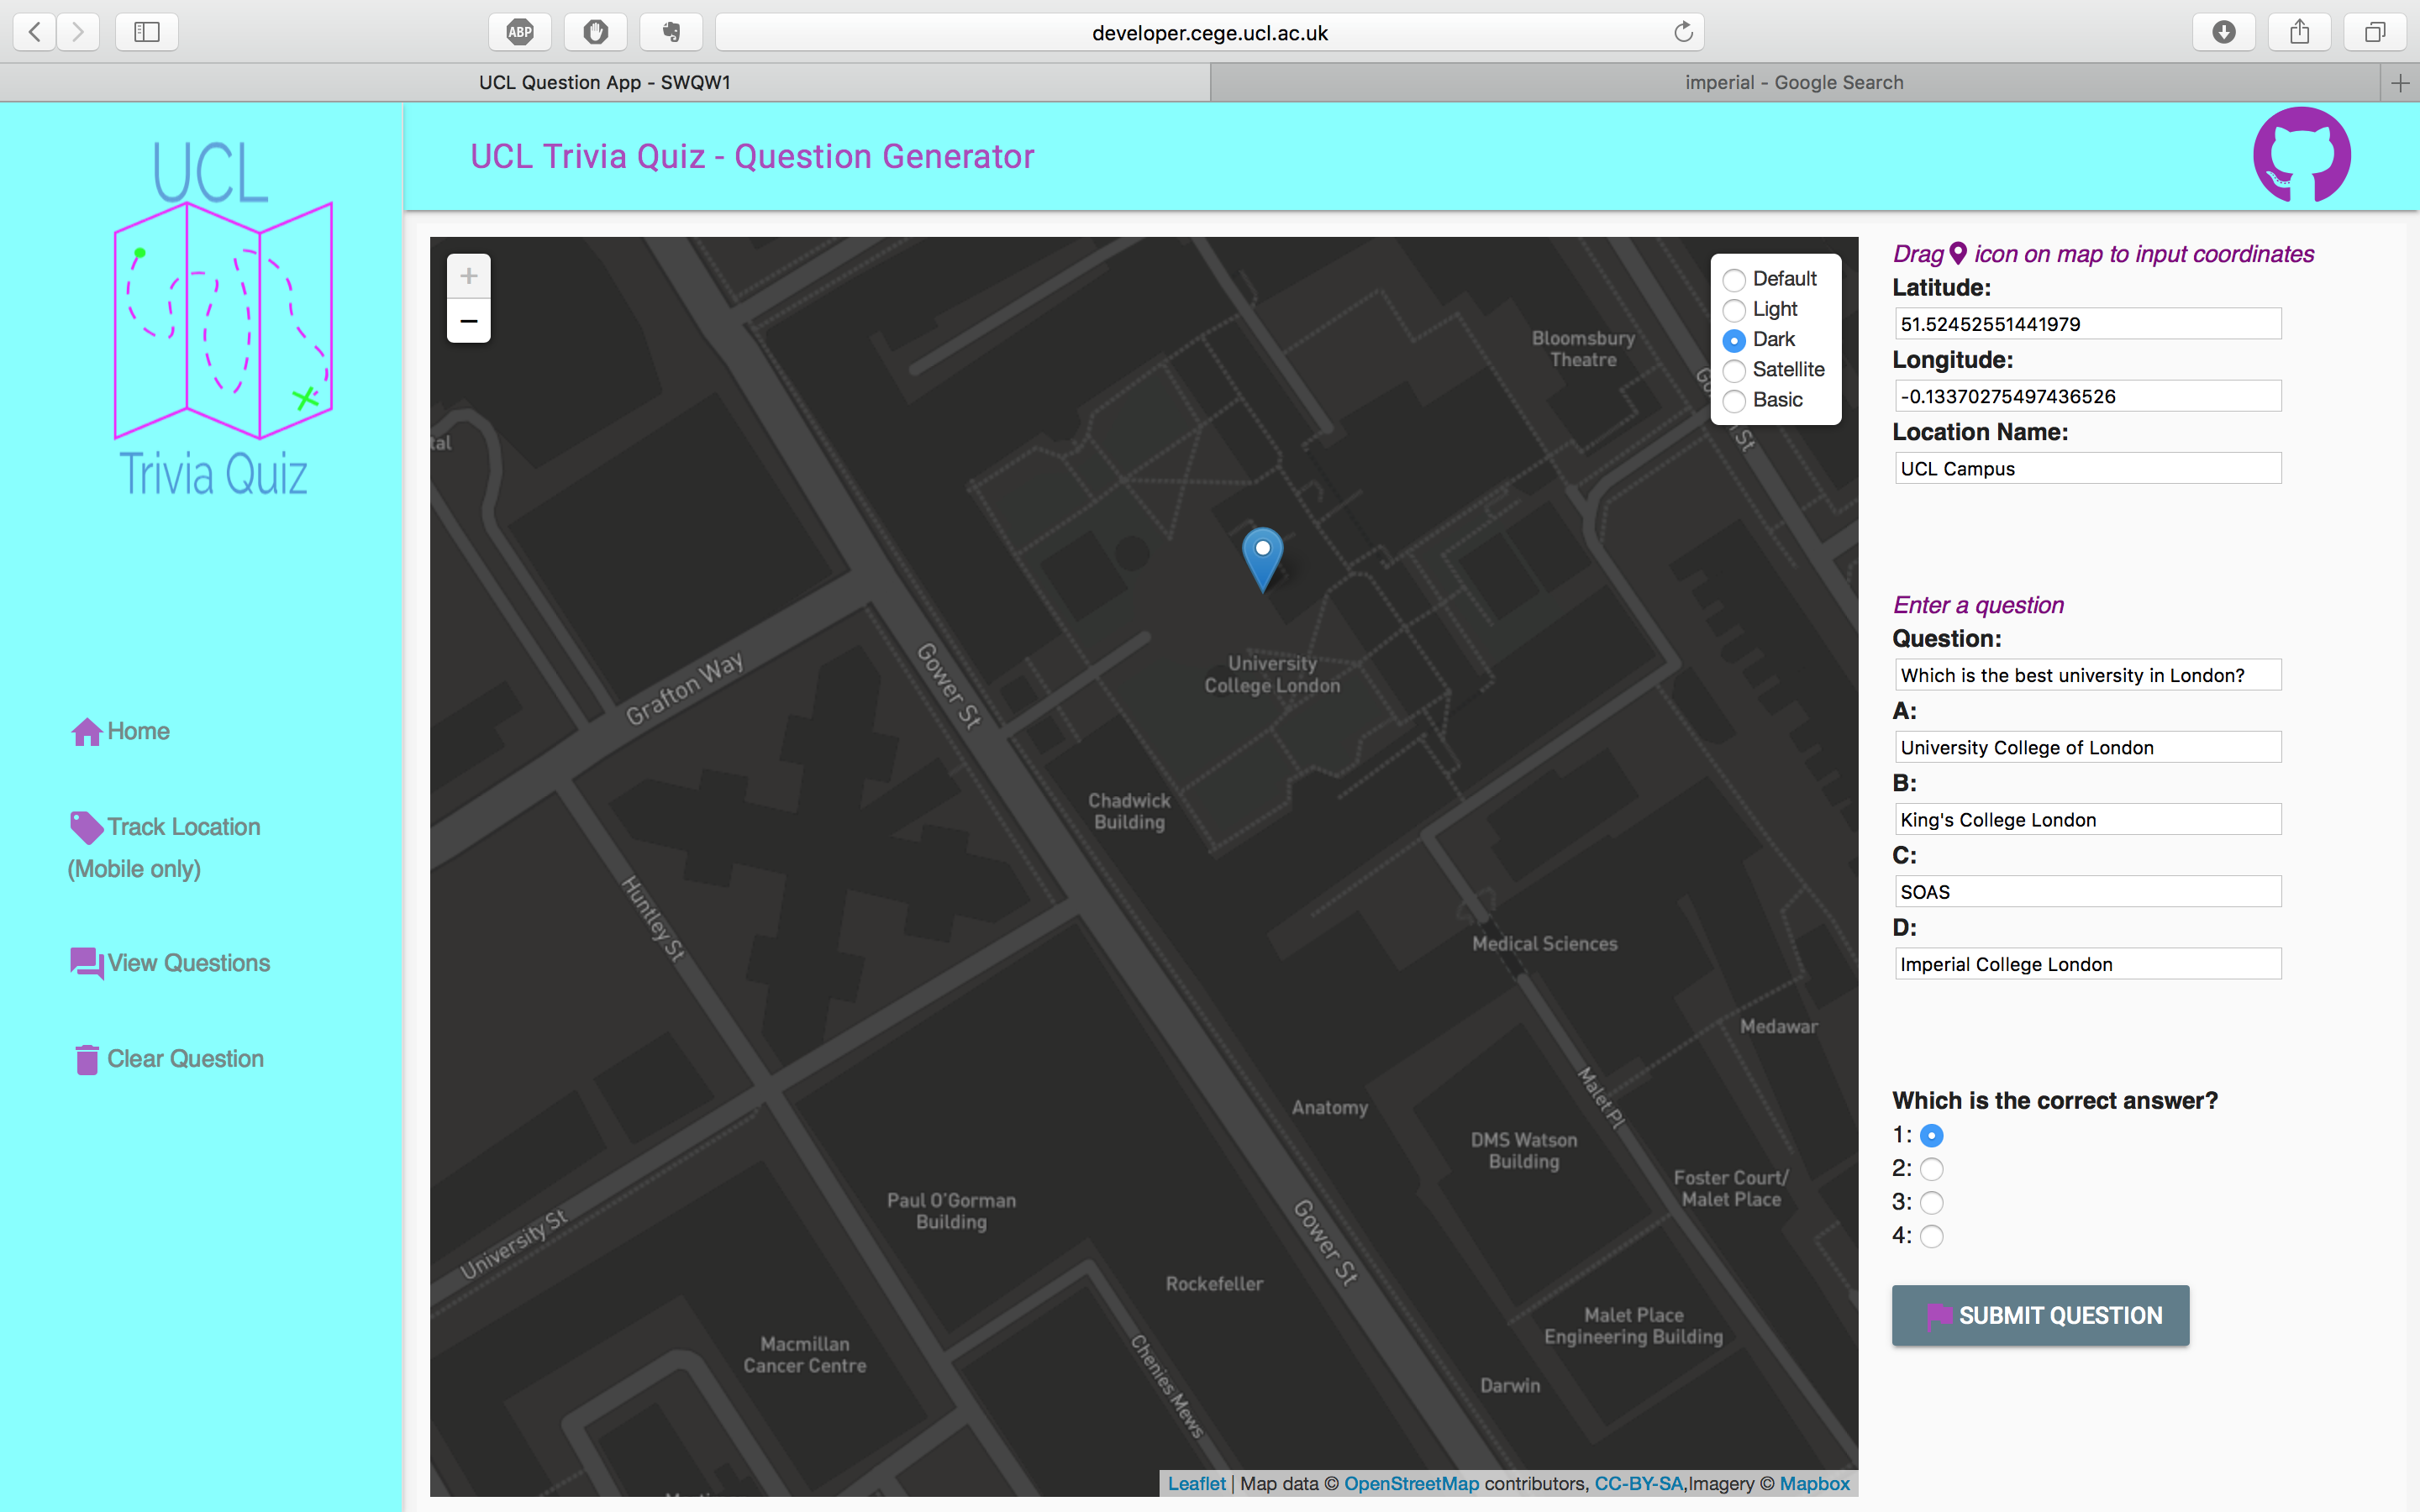 ABP
developer.cege.ucl.ac.uk
UCL Question App - SWQW1
imperial - Google Search
UCL
Trivia Quiz
Home
Track Location
(Mobile only)
View Questions
Clear Question
UCL Trivia Quiz - Question Generator
+
−
Default
Light
Dark
Satellite
Basic
Bloomsbury
Theatre
tal
Grafton Way
Gower St
University
College London
Chadwick
Building
Huntley St
Medical Sciences
Medawar
Malet Pl
Anatomy
DMS Watson
Building
Foster Court/
Malet Place
Paul O'Gorman
Building
University St
Gower St
Rockefeller
Malet Place
Engineering Building
Macmillan
Cancer Centre
Chenies Mews
Darwin
Leaflet | Map data © OpenStreetMap contributors, CC-BY-SA,Imagery © Mapbox
Drag icon on map to input coordinates
Latitude:
51.52452551441979
Longitude:
-0.13370275497436526
Location Name:
UCL Campus
Enter a question
Question:
Which is the best university in London?
A:
University College of London
B:
King's College London
C:
SOAS
D:
Imperial College London
Which is the correct answer?
1:
2:
3:
4:
SUBMIT QUESTION